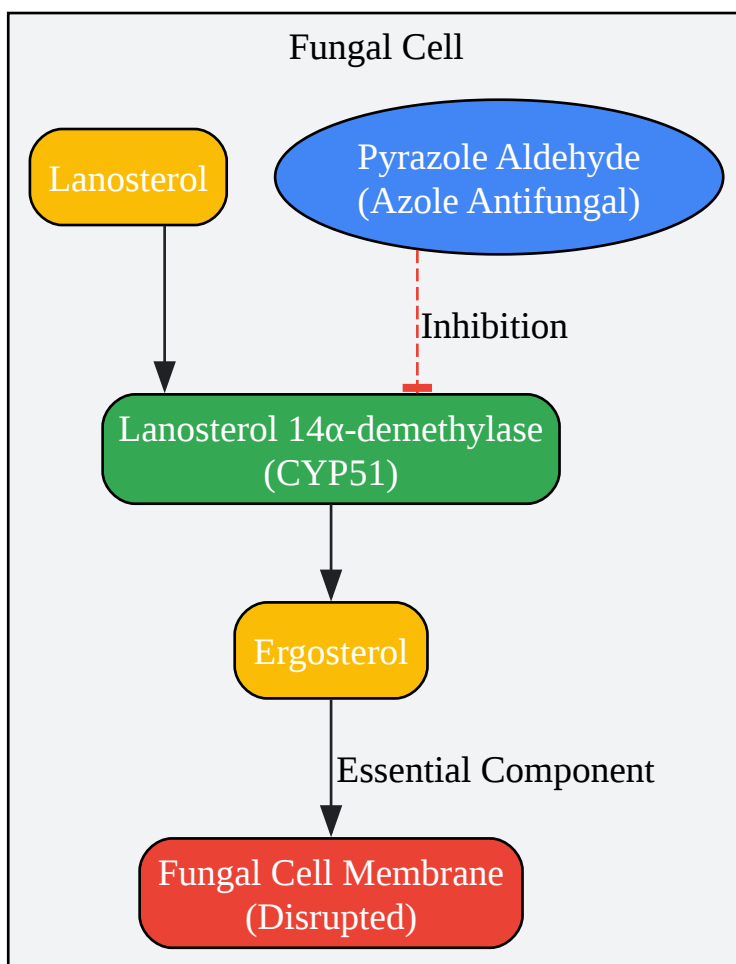 Fungal Cell
Lanosterol
Pyrazole Aldehyde
(Azole Antifungal)
Inhibition
Lanosterol 14α-demethylase
(CYP51)
Ergosterol
Essential Component
Fungal Cell Membrane
(Disrupted)